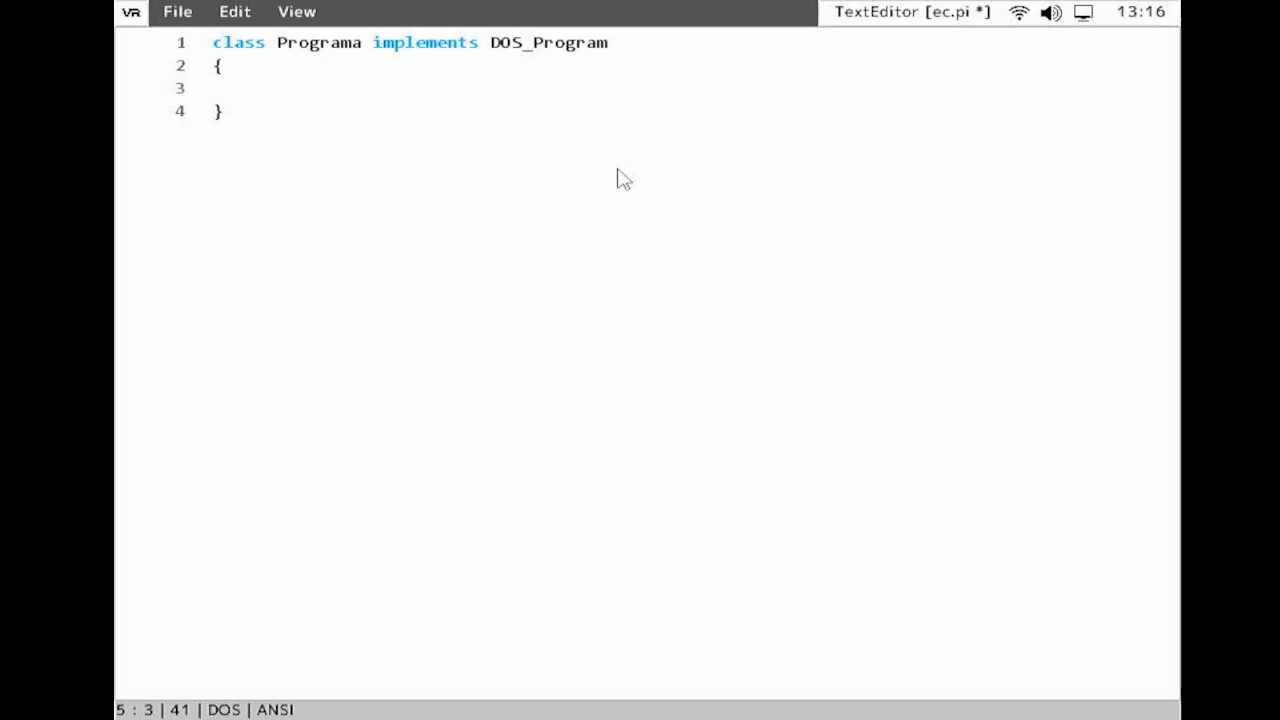 VR File Edit View TextEditor [ec.pi *] 13:16
1 class Programa implements DOS_Program
2 {
3
4 }
5 : 3 | 41 | DOS | ANSI